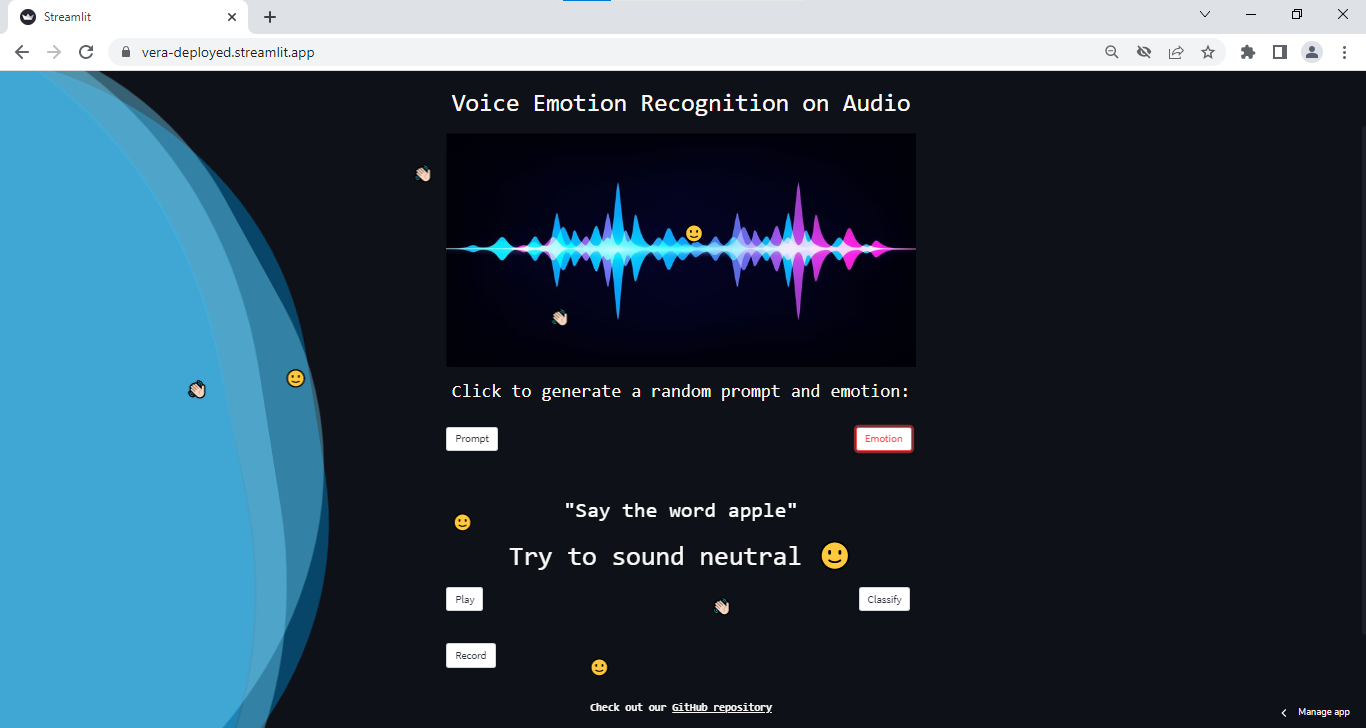 Streamlit
vera-deployed.streamlit.app
Voice Emotion Recognition on Audio
Click to generate a random prompt and emotion:
Prompt
Emotion
"Say the word apple"
Try to sound neutral 🙂
Play
Classify
Record
Check out our GitHub repository
Manage app